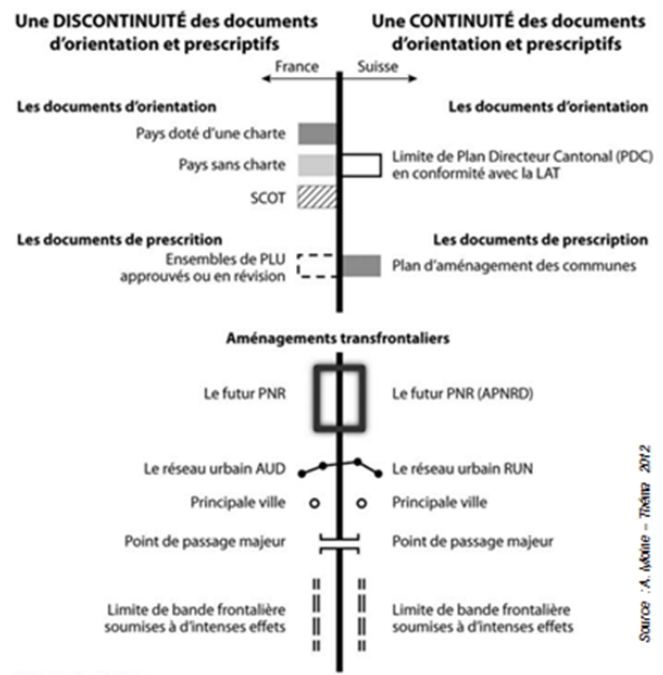 Une DISCONTINUITÉ des documents
d'orientation et prescriptifs
Une CONTINUITÉ des documents
d'orientation et prescriptifs
France
Suisse
Les documents d'orientation
Les documents d'orientation
Pays doté d'une charte
Pays sans charte
Limite de Plan Directeur Cantonal (PDC)
en conformité avec la LAT
SCOT
Les documents de prescrition
Les documents de prescription
Ensembles de PLU
approuvés ou en révision
Plan d'aménagement des communes
Aménagements transfrontaliers
Le futur PNR
Le futur PNR (APNRD)
Le réseau urbain AUD
Le réseau urbain RUN
Principale ville
Principale ville
Point de passage majeur
Point de passage majeur
Limite de bande frontalière
soumises à d'intenses effets
Limite de bande frontalière
soumises à d'intenses effets
Source : A. Moine – Théma 2012